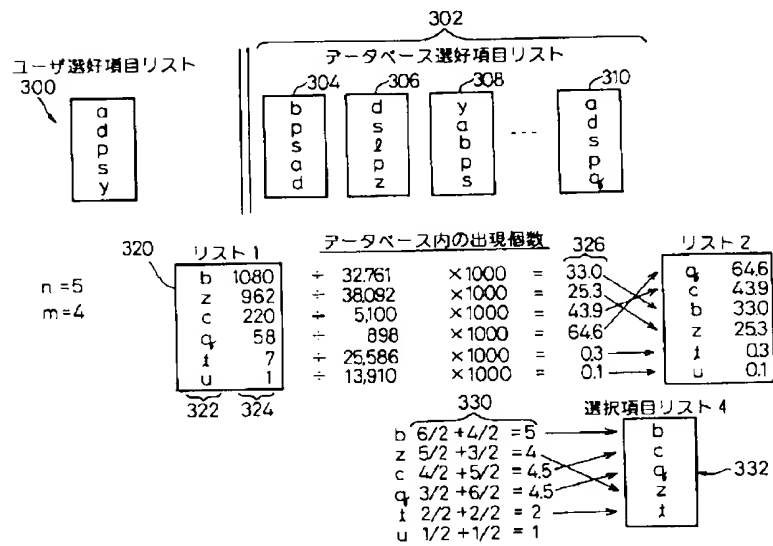 302
ユーザ選好項目リスト
データベース選好項目リスト
300
304
306
308
310
a
d
p
s
y
b
p
s
a
d
d
s
l
p
z
y
a
b
p
s
---
a
d
s
p
q
320
リスト1
データベース内の出現個数
326
リスト2
n=5
m=4
b 1080 ÷ 32,761 ×1000 = 33.0
z 962 ÷ 38,092 ×1000 = 25.3
c 220 ÷ 5,100 ×1000 = 43.9
q 58 ÷ 898 ×1000 = 64.6
t 7 ÷ 25,586 ×1000 = 0.3
u 1 ÷ 13,910 ×1000 = 0.1
q 64.6
c 43.9
b 33.0
z 25.3
t 0.3
u 0.1
322
324
330
選択項目リスト4
b 6/2 +4/2 =5
z 5/2 +3/2 =4
c 4/2 +5/2 =4.5
q 3/2 +6/2 =4.5
t 2/2 +2/2 =2
u 1/2 +1/2 =1
b
c
q
z
t
332